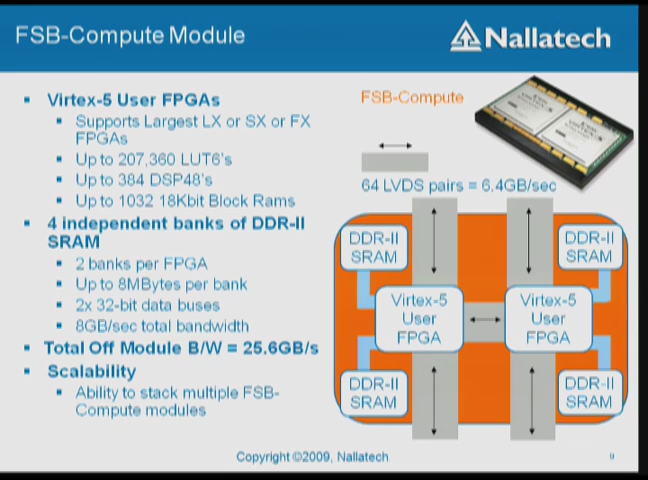 FSB-Compute Module
Nallatech
Virtex-5 User FPGAs
Supports Largest LX or SX or FX
FPGAs
Up to 207,360 LUT6's
Up to 384 DSP48's
Up to 1032 18Kbit Block Rams
4 independent banks of DDR-II
SRAM
2 banks per FPGA
Up to 8MBytes per bank
2x 32-bit data buses
8GB/sec total bandwidth
Total Off Module B/W = 25.6GB/s
Scalability
Ability to stack multiple FSB-
Compute modules
FSB-Compute
64 LVDS pairs = 6.4GB/sec
DDR-II
SRAM
DDR-II
SRAM
Virtex-5
User
FPGA
Virtex-5
User
FPGA
DDR-II
SRAM
DDR-II
SRAM
Copyright ©2009, Nallatech
9